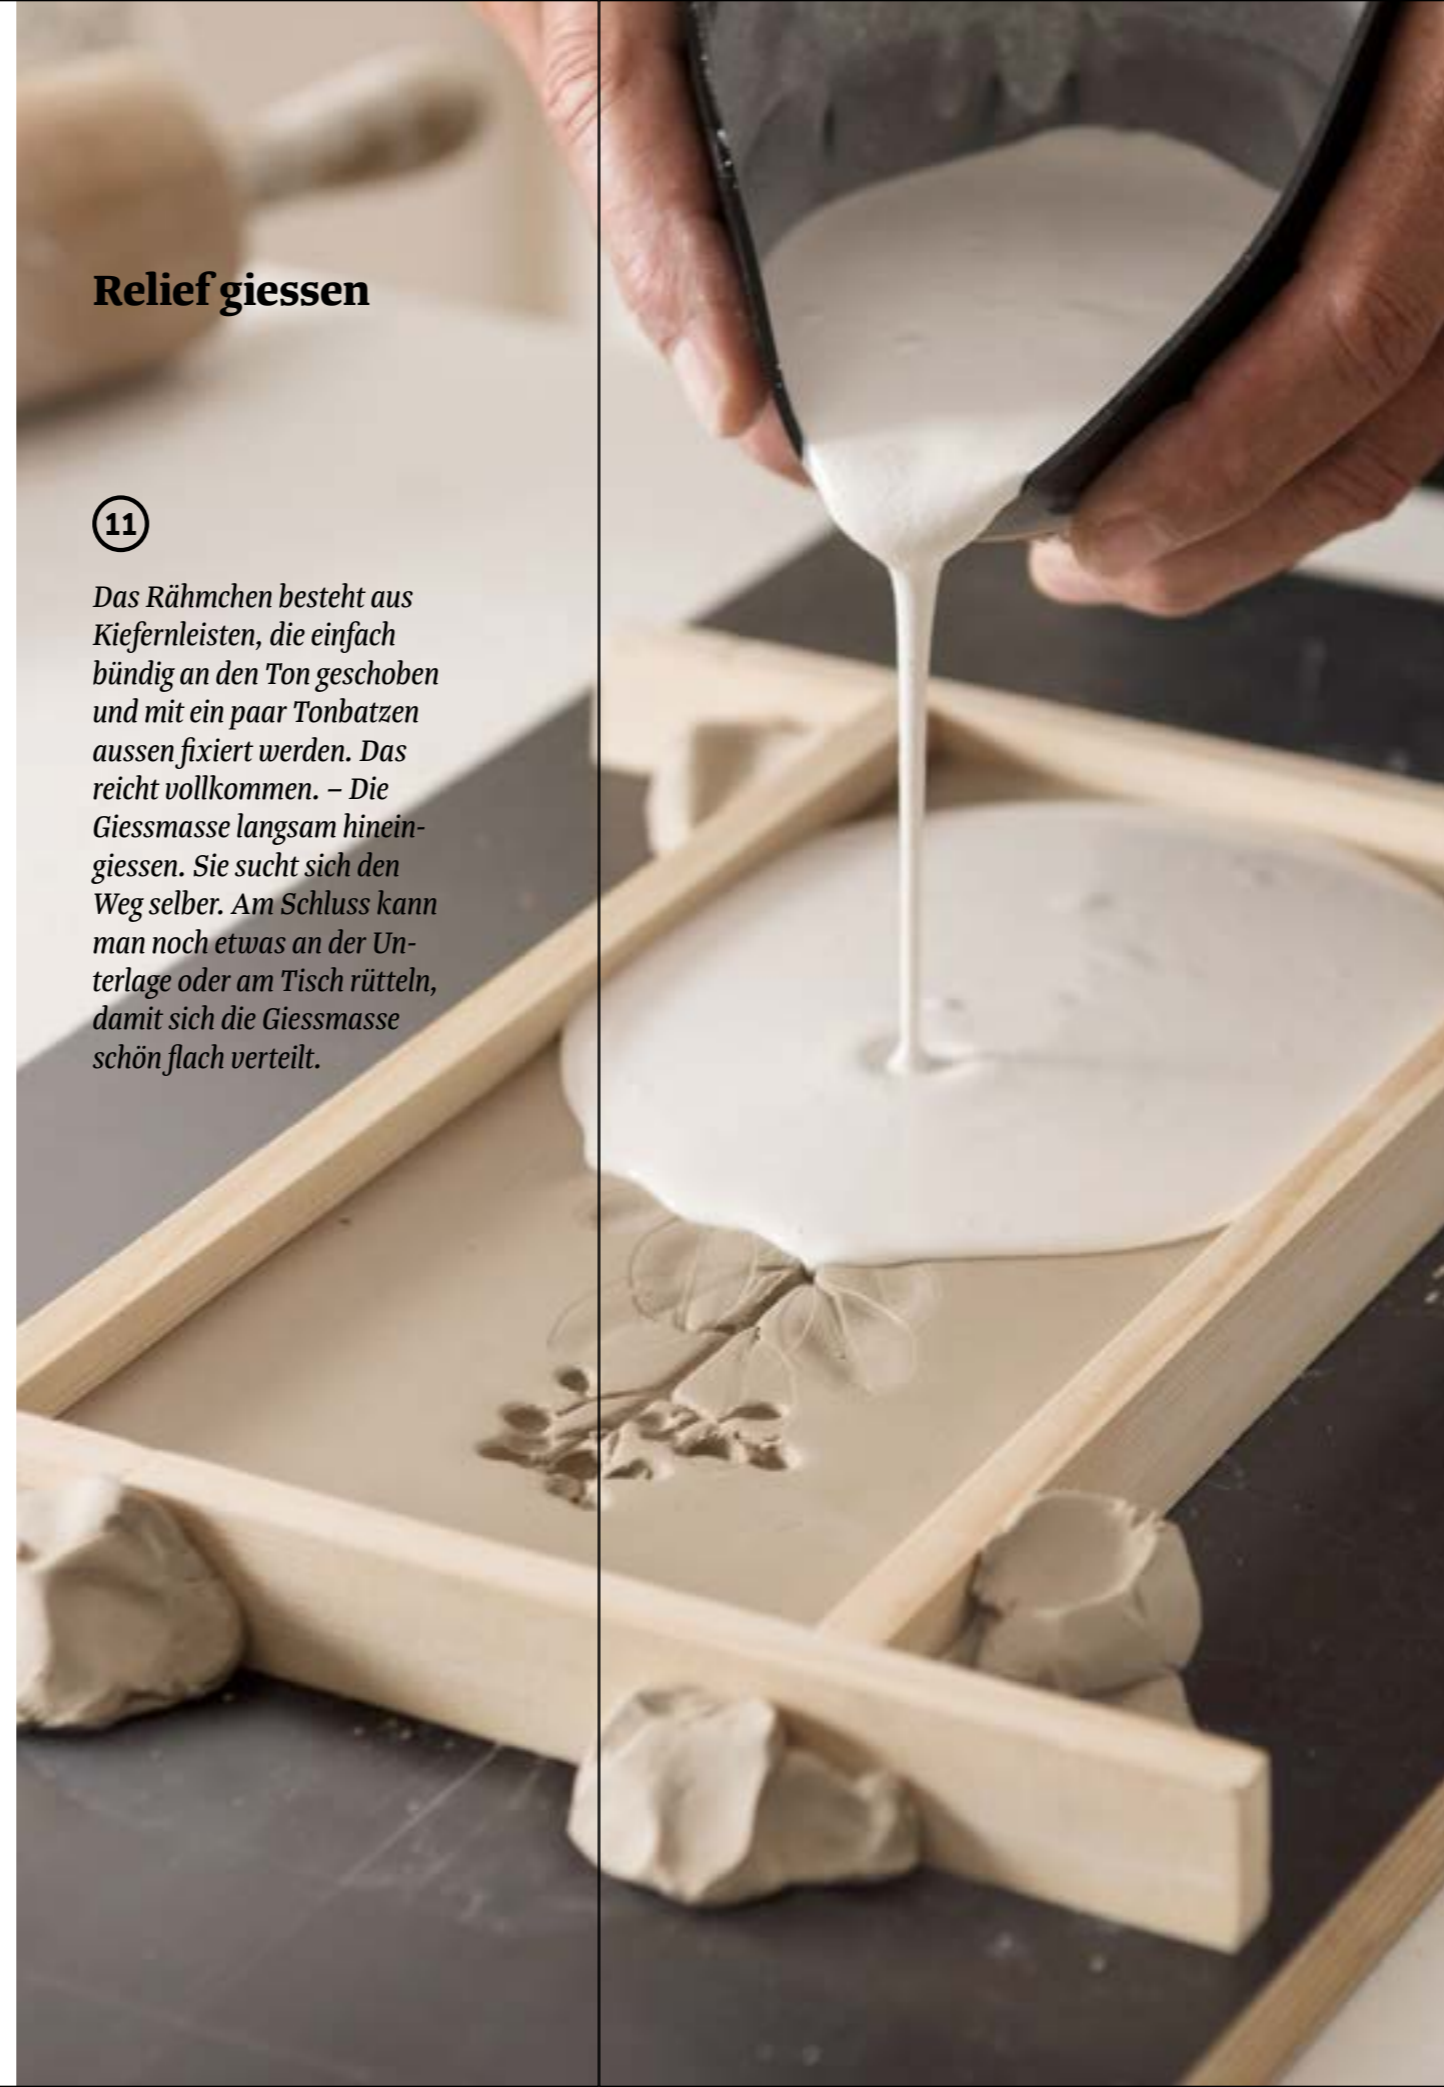 Relief giessen
11
Das Rähmchen besteht aus
Kiefernleisten, die einfach
bündig an den Ton geschoben
und mit ein paar Tonbatzen
aussen fixiert werden. Das
reicht vollkommen. – Die
Giessmasse langsam hinein-
giessen. Sie sucht sich den
Weg selber. Am Schluss kann
man noch etwas an der Un-
terlage oder am Tisch rütteln,
damit sich die Giessmasse
schön flach verteilt.